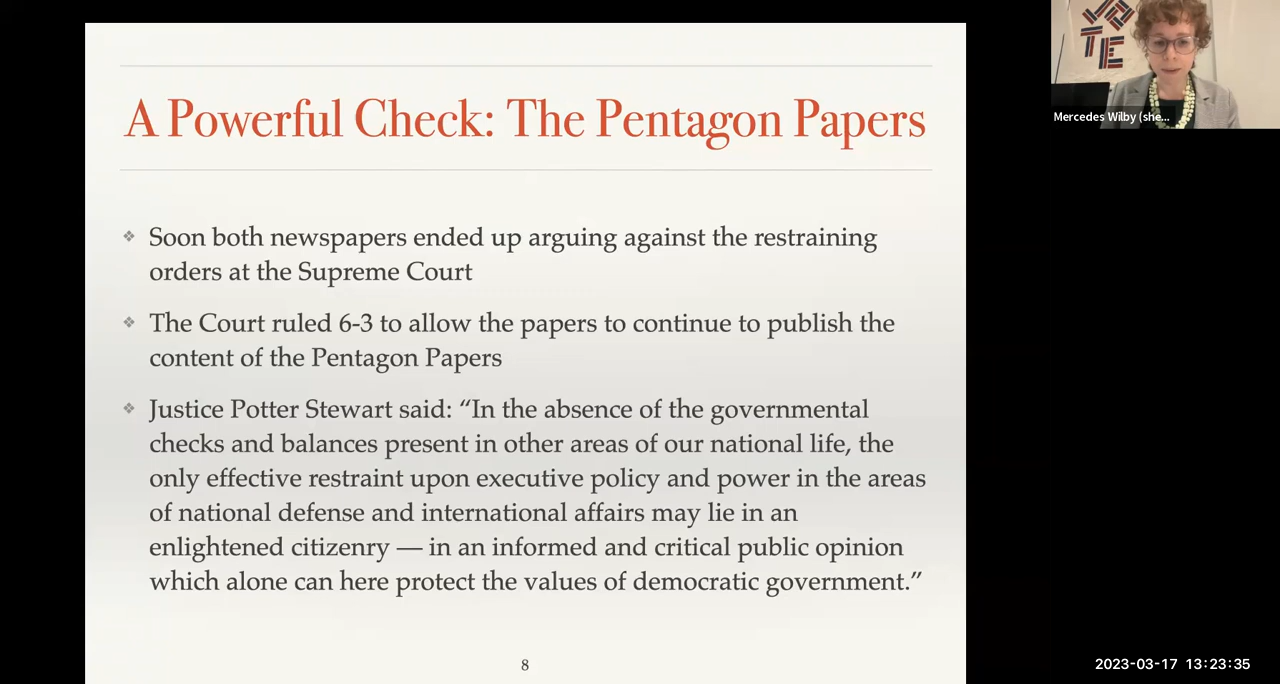 A Powerful Check: The Pentagon Papers
❖ Soon both newspapers ended up arguing against the restraining
orders at the Supreme Court
❖ The Court ruled 6-3 to allow the papers to continue to publish the
content of the Pentagon Papers
❖ Justice Potter Stewart said: “In the absence of the governmental
checks and balances present in other areas of our national life, the
only effective restraint upon executive policy and power in the areas
of national defense and international affairs may lie in an
enlightened citizenry — in an informed and critical public opinion
which alone can here protect the values of democratic government.”
8
VOTE
Mercedes Wilby (she...
2023-03-17 13:23:35